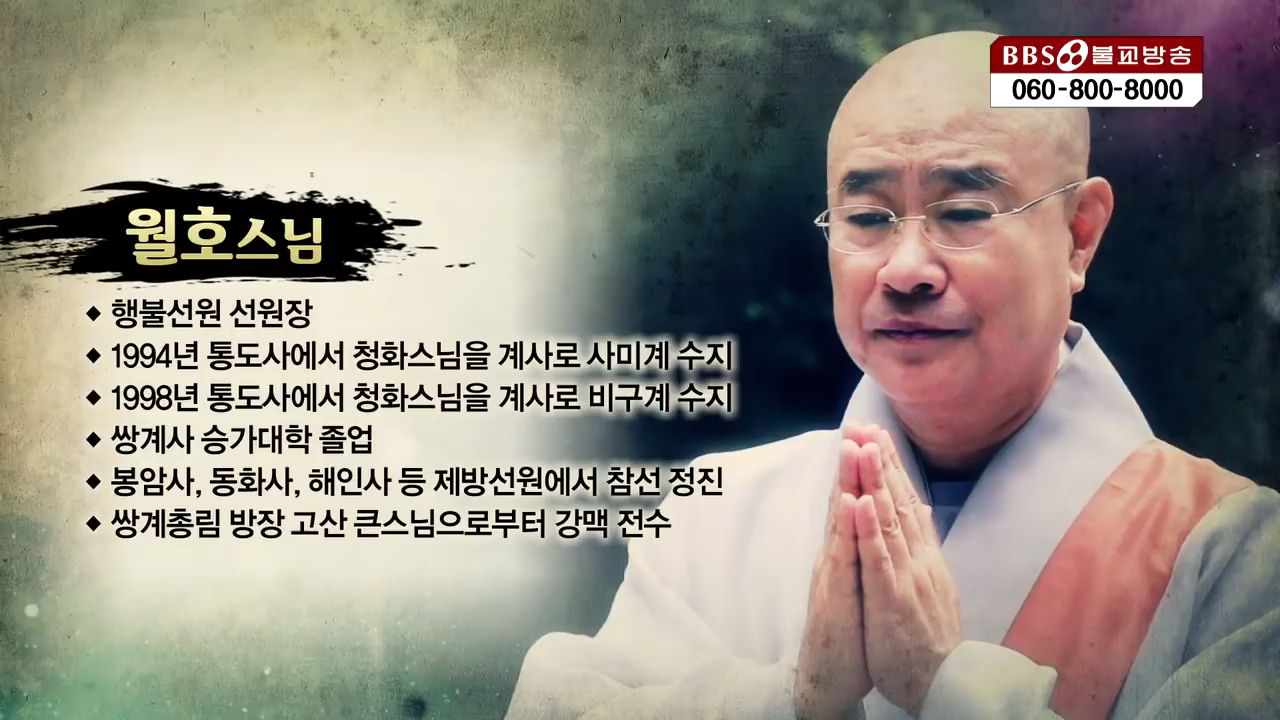 BBS 불교방송
060-800-8000
월호스님
◆ 행불선원 선원장
◆ 1994년 통도사에서 청화스님을 계사로 사미계 수지
◆ 1998년 통도사에서 청화스님을 계사로 비구계 수지
◆ 쌍계사 승가대학 졸업
◆ 봉암사, 동화사, 해인사 등 제방선원에서 참선 정진
◆ 쌍계총림 방장 고산 큰스님으로부터 강맥 전수